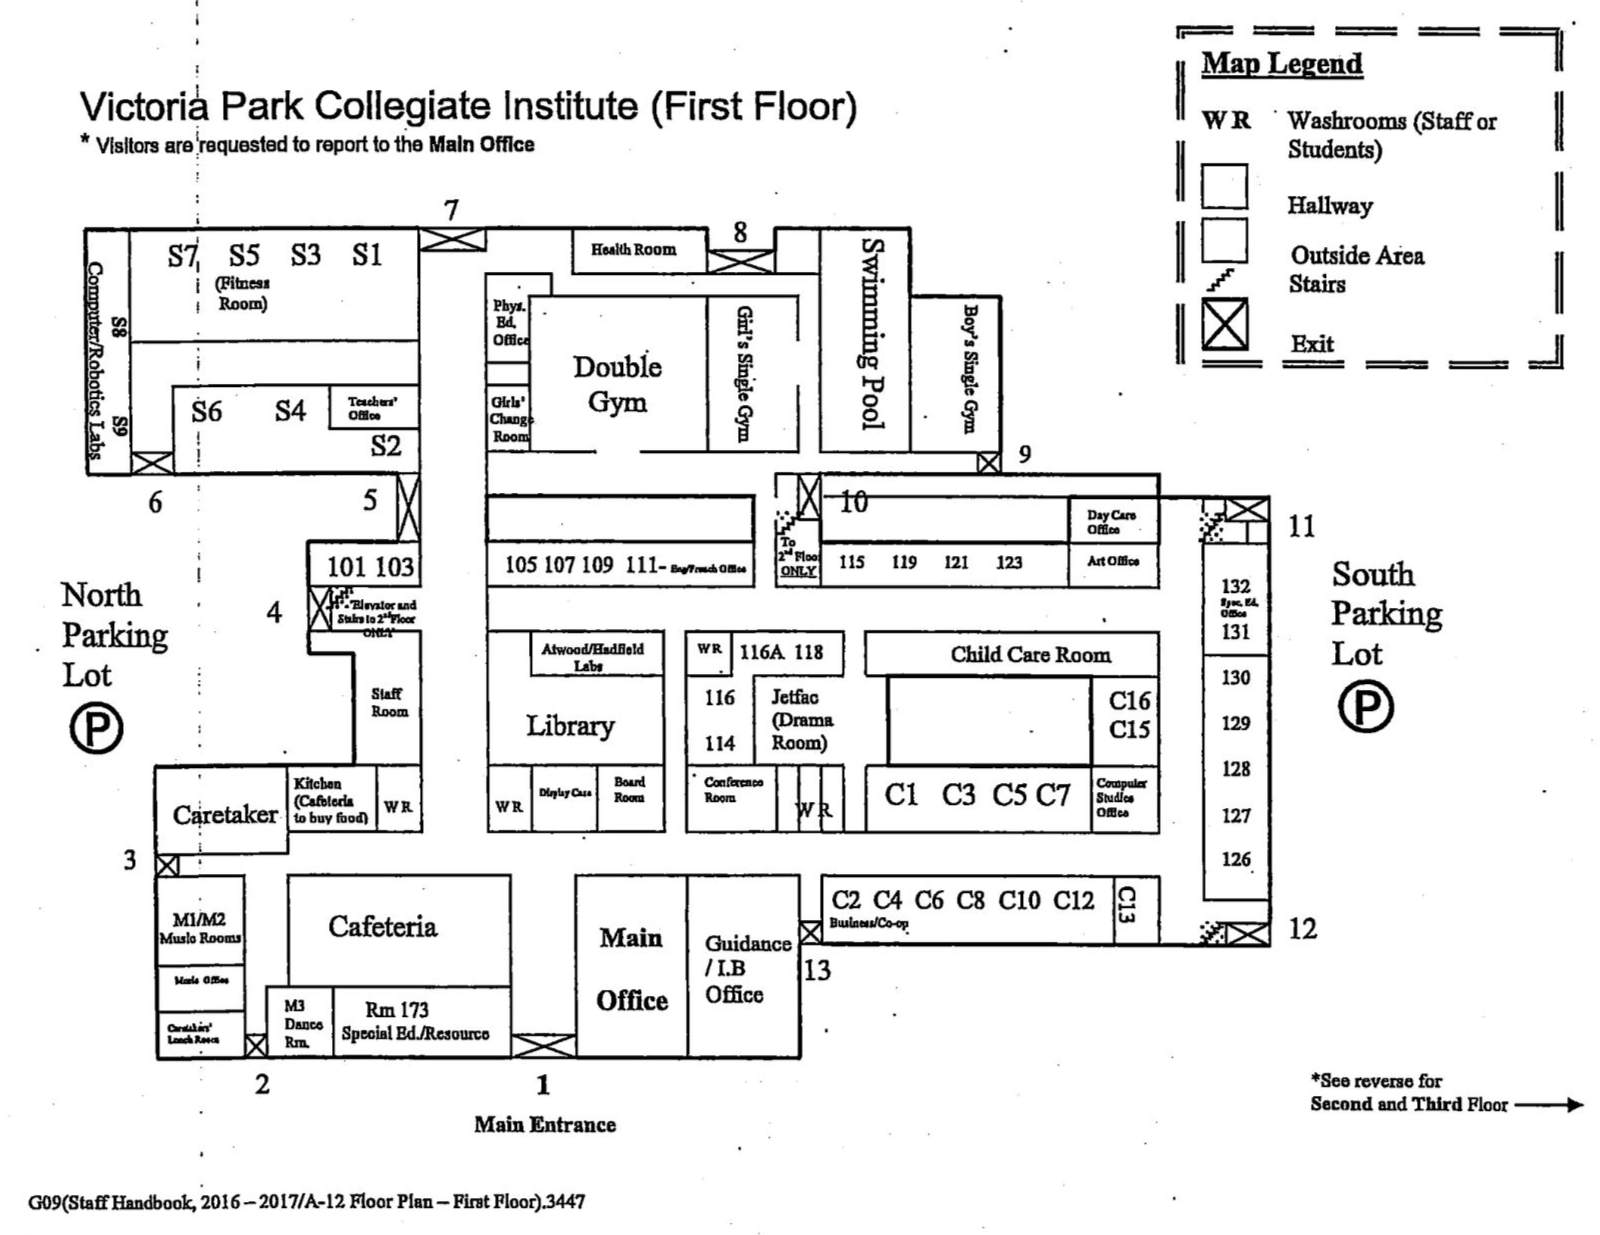 Victoria Park Collegiate Institute (First Floor)
* Visitors are requested to report to the Main Office
Map Legend
WR Washrooms (Staff or
Students)
Hallway
Outside Area
Stairs
Exit
7
8
S7 S5 S3 S1
(Fitness
Room)
Computer/Robotics Labs
S8
S9
S6 S4
Teachers'
Office
S2
6
5
Health Room
Phys.
Ed.
Office
Girls'
Change
Room
Double
Gym
Girl's Single Gym
Swimming Pool
Boy's Single Gym
9
10
11
101 103
105 107 109 111- Eng/French Office
To
2nd Floor
ONLY
115 119 121 123
Day Care
Office
Art Office
4
Elevator and
Stairs to 2nd Floor
ONLY
North
Parking
Lot
P
South
Parking
Lot
P
132
Spec. Ed.
Office
131
130
129
128
127
126
Staff
Room
Atwood/Hadfield
Labs
Library
WR
116A 118
116
114
Jetfac
(Drama
Room)
Child Care Room
C16
C15
Caretaker
Kitchen
(Cafeteria
to buy food)
WR
WR
Display Case
Board
Room
Conference
Room
WR
C1 C3 C5 C7
Computer
Studies
Office
3
M1/M2
Music Rooms
Music Office
Caretakers'
Lunch Room
Cafeteria
M3
Dance
Rm.
Rm 173
Special Ed./Resource
Main
Office
Guidance
/ I.B
Office
C2 C4 C6 C8 C10 C12
Business/Co-op
C13
12
13
2
1
Main Entrance
*See reverse for
Second and Third Floor
G09(Staff Handbook, 2016 – 2017/A-12 Floor Plan – First Floor).3447